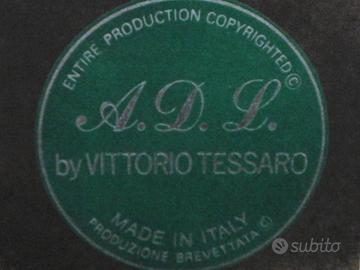 ENTIRE PRODUCTION COPYRIGHTED ©
A. D. L.
by VITTORIO TESSARO
MADE IN ITALY
PRODUZIONE BREVETTATA ©
subito